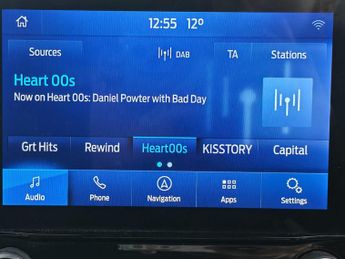 12:55 12°
Sources DAB TA Stations
Heart 00s
Now on Heart 00s: Daniel Powter with Bad Day
Grt Hits Rewind Heart00s KISSTORY Capital
Audio Phone Navigation Apps Settings